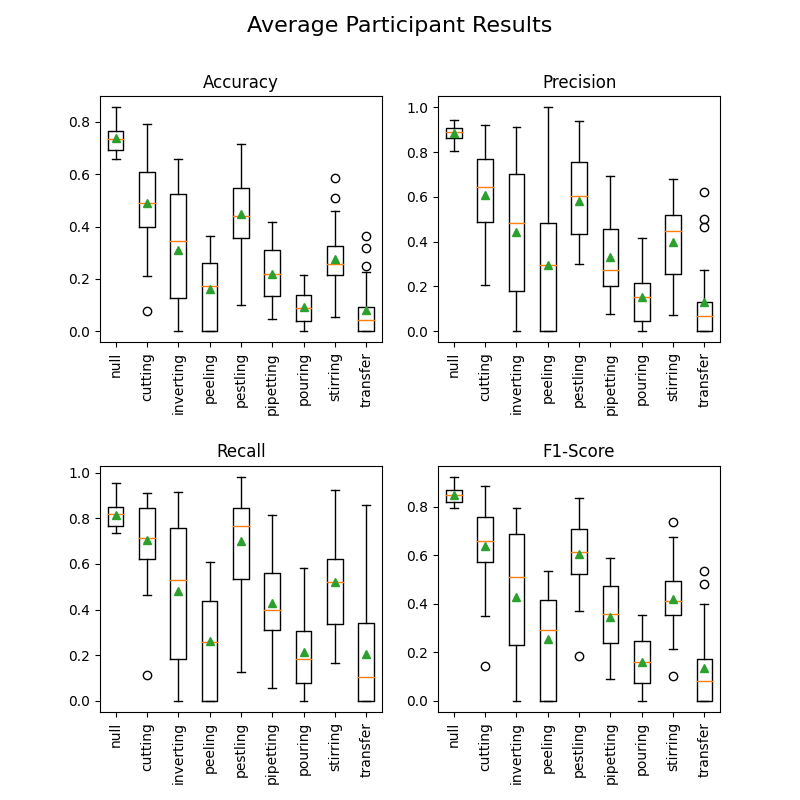 Average Participant Results
Accuracy
0.8
0.6
0.4
0.2
0.0
null
cutting
inverting
peeling
pestling
pipetting
pouring
stirring
transfer
Precision
1.0
0.8
0.6
0.4
0.2
0.0
null
cutting
inverting
peeling
pestling
pipetting
pouring
stirring
transfer
Recall
1.0
0.8
0.6
0.4
0.2
0.0
null
cutting
inverting
peeling
pestling
pipetting
pouring
stirring
transfer
F1-Score
0.8
0.6
0.4
0.2
0.0
null
cutting
inverting
peeling
pestling
pipetting
pouring
stirring
transfer